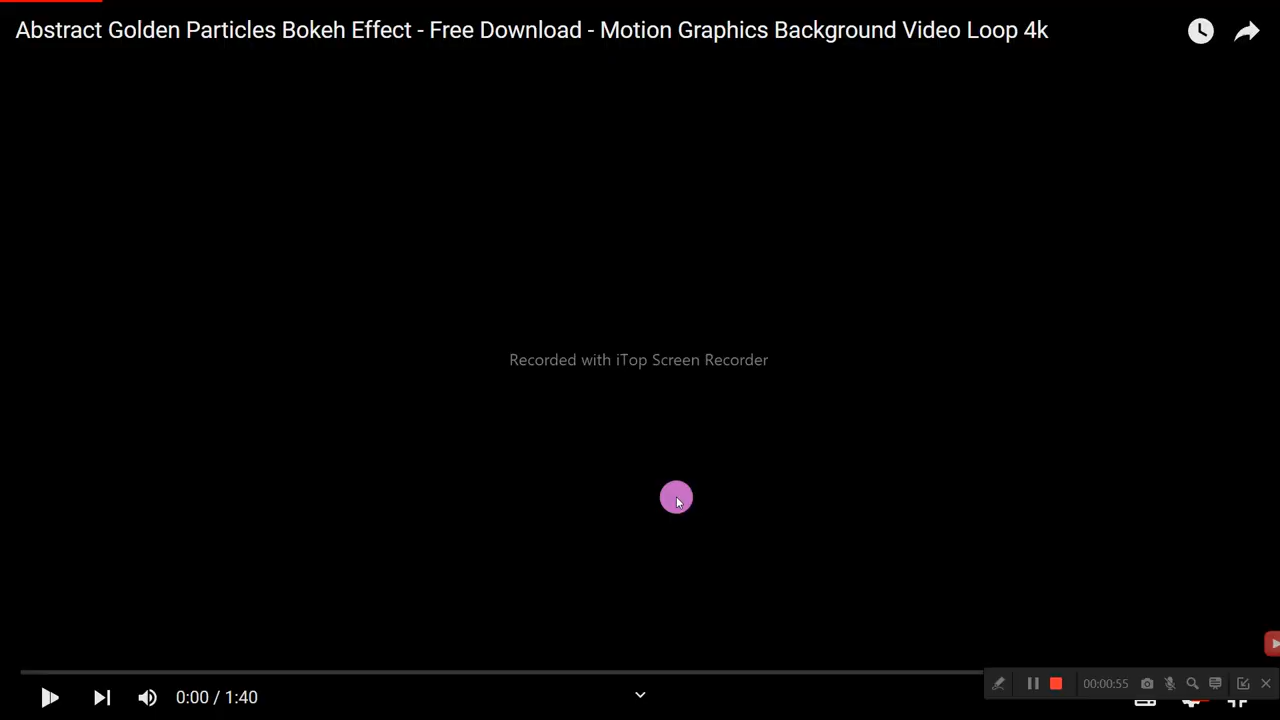 Abstract Golden Particles Bokeh Effect - Free Download - Motion Graphics Background Video Loop 4k
Recorded with iTop Screen Recorder
0:00 / 1:40
00:00:55